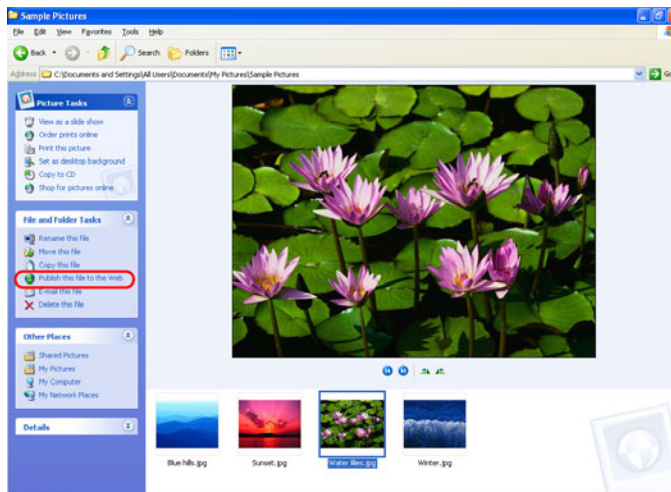 Sample Pictures
File Edit View Favorites Tools Help
Back Search Folders
Address C:\Documents and Settings\All Users\Documents\My Pictures\Sample Pictures Go
Picture Tasks
View as a slide show
Order prints online
Print this picture
Set as desktop background
Copy to CD
Shop for pictures online
File and Folder Tasks
Rename this file
Move this file
Copy this file
Publish this file to the Web
E-mail this file
Delete this file
Other Places
Shared Pictures
My Pictures
My Computer
My Network Places
Details
Blue hills.jpg Sunset.jpg Water lilies.jpg Winter.jpg